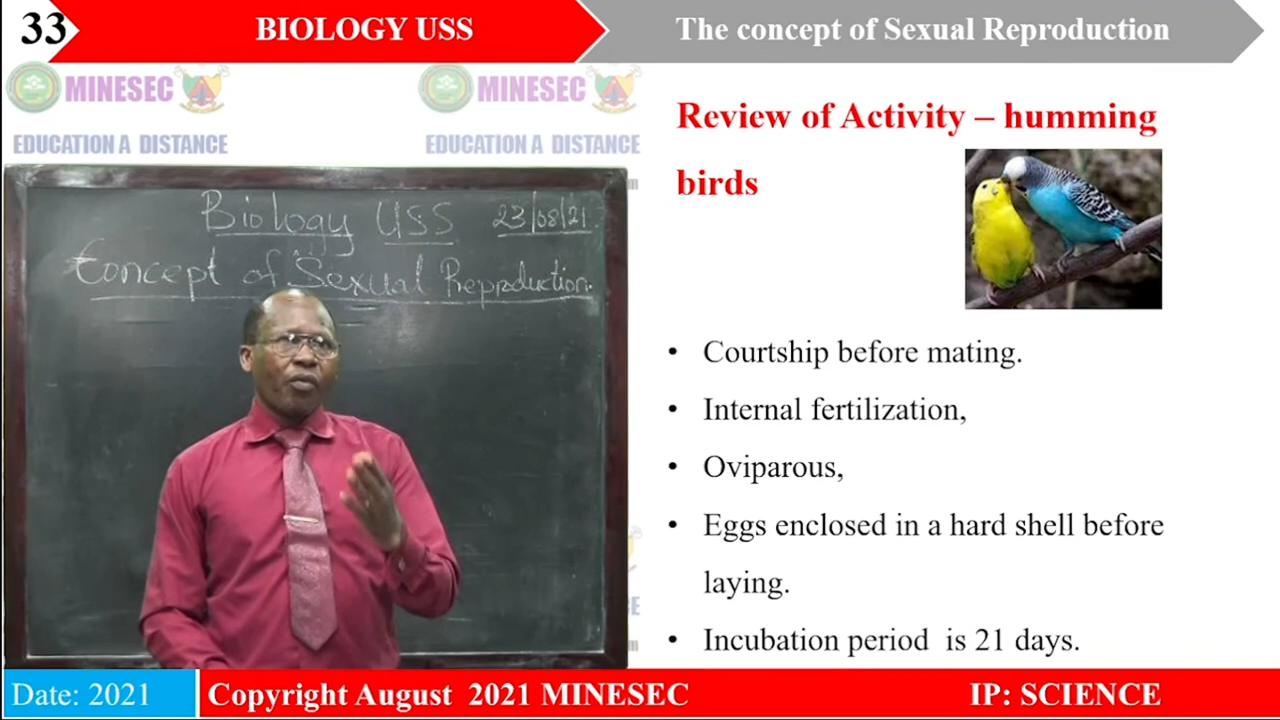 33
BIOLOGY USS
The concept of Sexual Reproduction
MINESEC
MINESEC
EDUCATION A DISTANCE
EDUCATION A DISTANCE
Biology USS 23/08/21
Concept of Sexual Reproduction.
Review of Activity – humming
birds
• Courtship before mating.
• Internal fertilization,
• Oviparous,
• Eggs enclosed in a hard shell before
laying.
• Incubation period is 21 days.
Date: 2021
Copyright August 2021 MINESEC
IP: SCIENCE